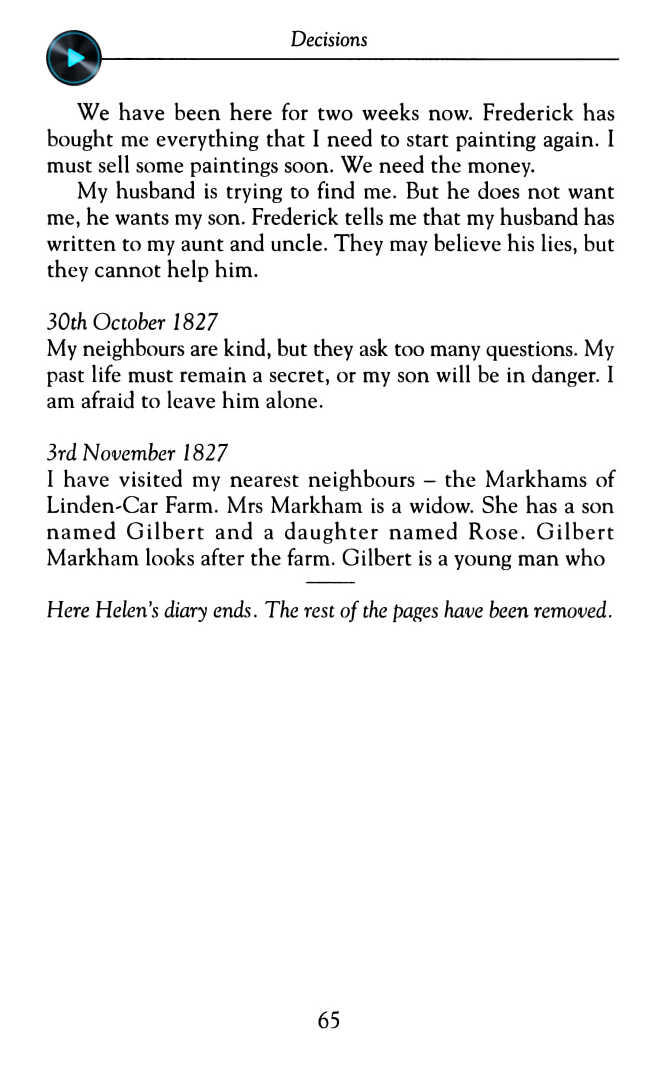 Decisions
We have been here for two weeks now. Frederick has
bought me everything that I need to start painting again. I
must sell some paintings soon. We need the money.
My husband is trying to find me. But he does not want
me, he wants my son. Frederick tells me that my husband has
written to my aunt and uncle. They may believe his lies, but
they cannot help him.
30th October 1827
My neighbours are kind, but they ask too many questions. My
past life must remain a secret, or my son will be in danger. I
am afraid to leave him alone.
3rd November 1827
I have visited my nearest neighbours – the Markhams of
Linden-Car Farm. Mrs Markham is a widow. She has a son
named Gilbert and a daughter named Rose. Gilbert
Markham looks after the farm. Gilbert is a young man who
Here Helen's diary ends. The rest of the pages have been removed.
65